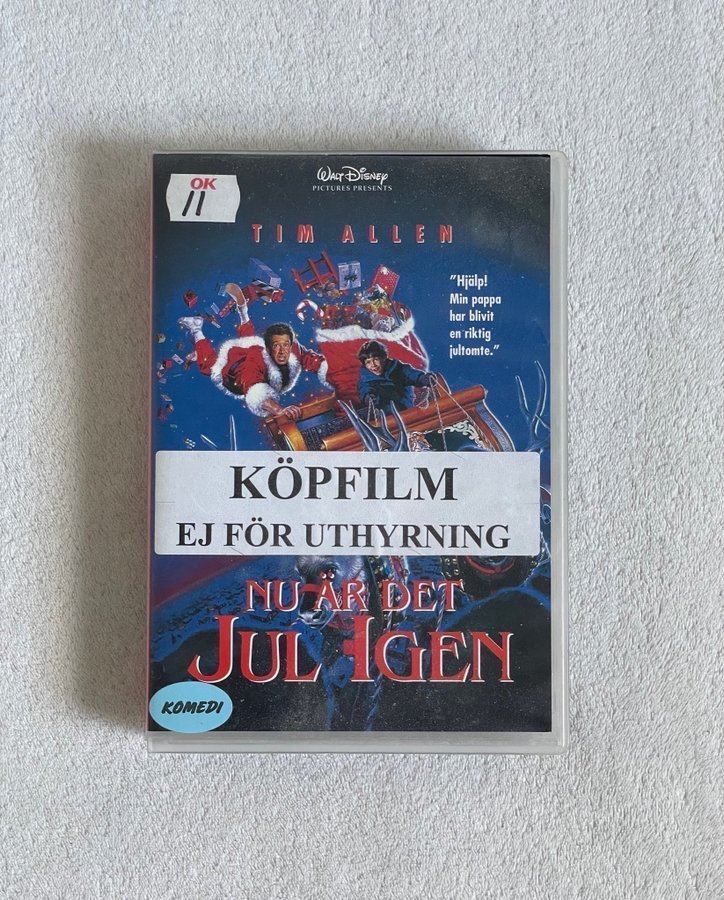 OK
11
WALT DISNEY
PICTURES PRESENTS
TIM ALLEN
"Hjälp!
Min pappa
har blivit
en riktig
jultomte."
KÖPFILM
EJ FÖR UTHYRNING
NU ÄR DET
JUL IGEN
KOMEDI